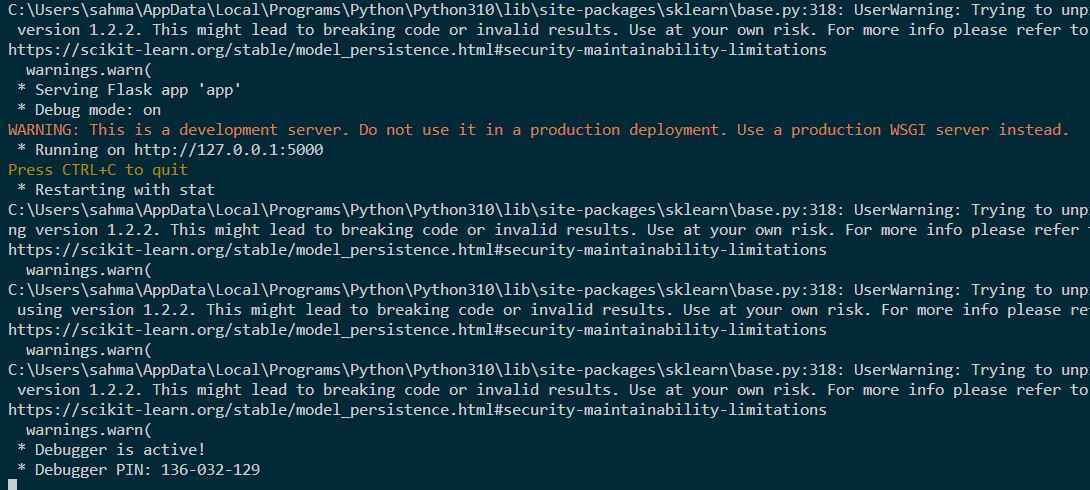 C:\Users\sahma\AppData\Local\Programs\Python\Python310\lib\site-packages\sklearn\base.py:318: UserWarning: Trying to unp
version 1.2.2. This might lead to breaking code or invalid results. Use at your own risk. For more info please refer to
https://scikit-learn.org/stable/model_persistence.html#security-maintainability-limitations
warnings.warn(
* Serving Flask app 'app'
* Debug mode: on
WARNING: This is a development server. Do not use it in a production deployment. Use a production WSGI server instead.
* Running on http://127.0.0.1:5000
Press CTRL+C to quit
* Restarting with stat
C:\Users\sahma\AppData\Local\Programs\Python\Python310\lib\site-packages\sklearn\base.py:318: UserWarning: Trying to unp
ng version 1.2.2. This might lead to breaking code or invalid results. Use at your own risk. For more info please refer
https://scikit-learn.org/stable/model_persistence.html#security-maintainability-limitations
warnings.warn(
C:\Users\sahma\AppData\Local\Programs\Python\Python310\lib\site-packages\sklearn\base.py:318: UserWarning: Trying to unp
using version 1.2.2. This might lead to breaking code or invalid results. Use at your own risk. For more info please re
https://scikit-learn.org/stable/model_persistence.html#security-maintainability-limitations
warnings.warn(
C:\Users\sahma\AppData\Local\Programs\Python\Python310\lib\site-packages\sklearn\base.py:318: UserWarning: Trying to unp
version 1.2.2. This might lead to breaking code or invalid results. Use at your own risk. For more info please refer to
https://scikit-learn.org/stable/model_persistence.html#security-maintainability-limitations
warnings.warn(
* Debugger is active!
* Debugger PIN: 136-032-129